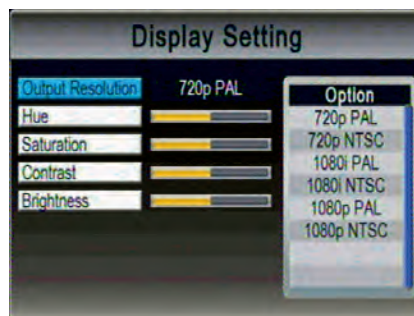 Display Setting
Output Resolution 720p PAL
Hue
Saturation
Contrast
Brightness
Option
720p PAL
720p NTSC
1080i PAL
1080i NTSC
1080p PAL
1080p NTSC